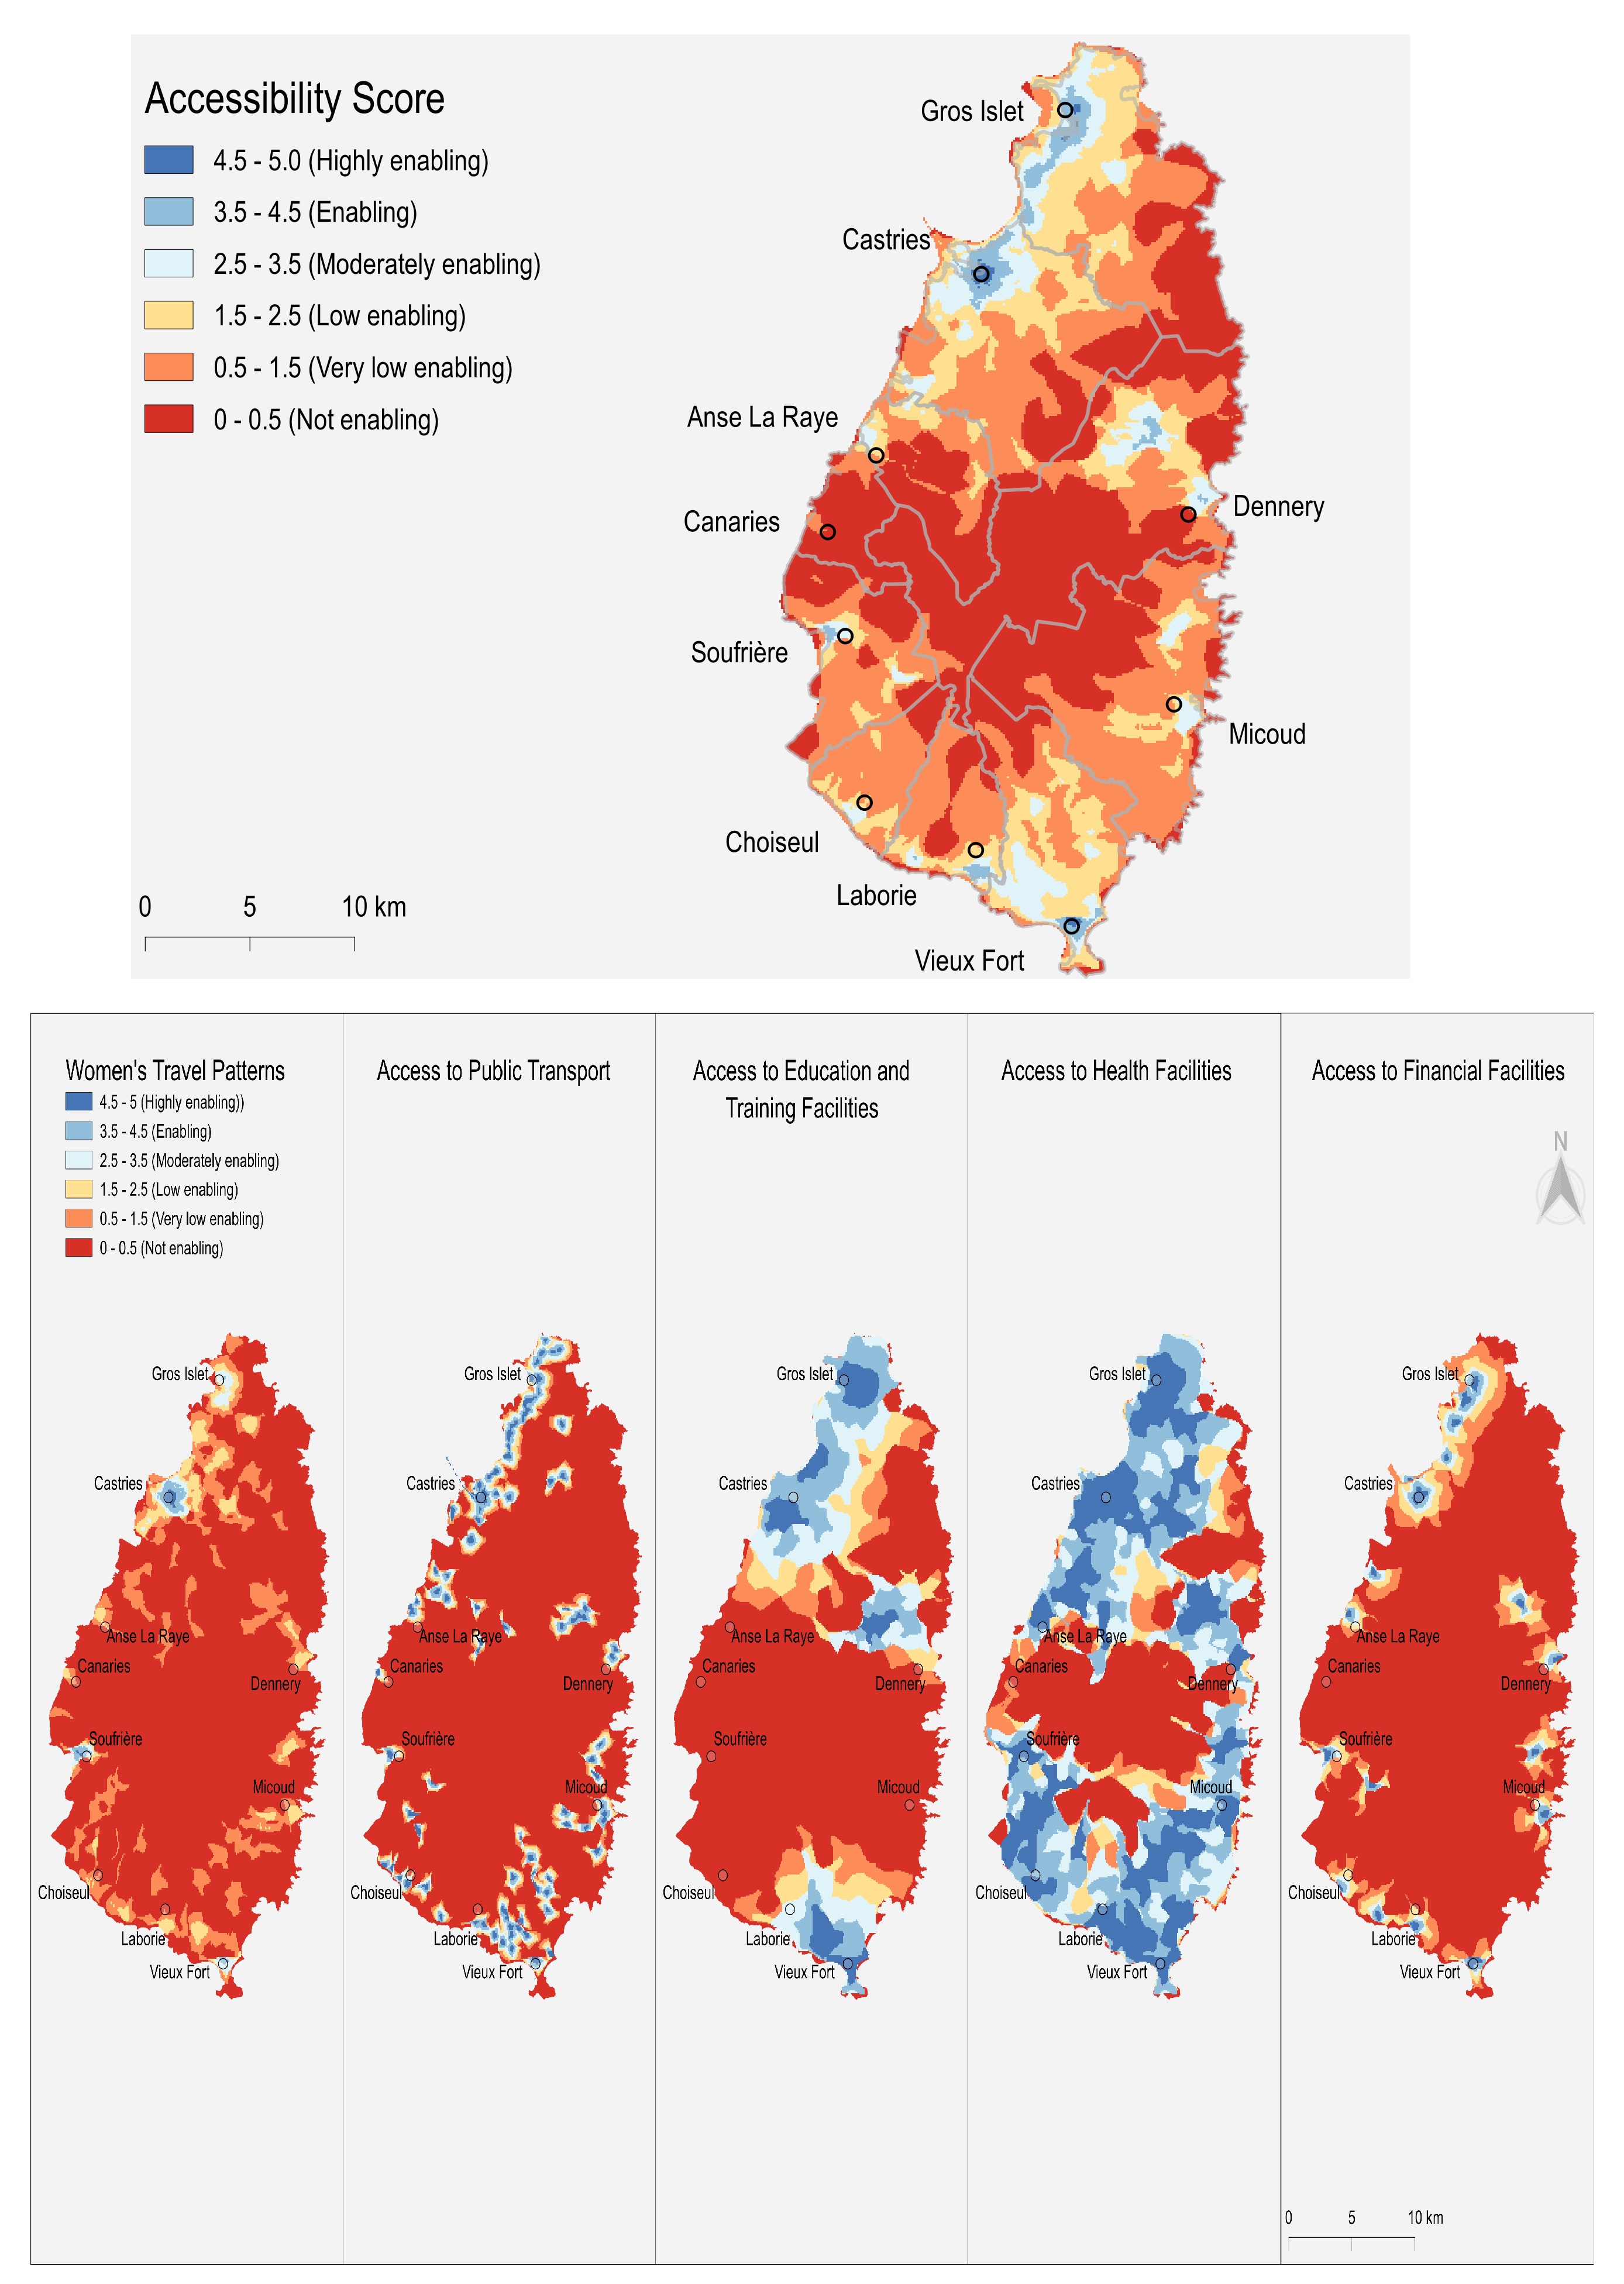 Accessibility Score
4.5 - 5.0 (Highly enabling)
3.5 - 4.5 (Enabling)
2.5 - 3.5 (Moderately enabling)
1.5 - 2.5 (Low enabling)
0.5 - 1.5 (Very low enabling)
0 - 0.5 (Not enabling)
Gros Islet
Castries
Anse La Raye
Canaries
Dennery
Soufrière
Micoud
Choiseul
Laborie
Vieux Fort
0 5 10 km
Women's Travel Patterns
4.5 - 5 (Highly enabling))
3.5 - 4.5 (Enabling)
2.5 - 3.5 (Moderately enabling)
1.5 - 2.5 (Low enabling)
0.5 - 1.5 (Very low enabling)
0 - 0.5 (Not enabling)
Gros Islet
Castries
Anse La Raye
Canaries
Dennery
Soufrière
Micoud
Choiseul
Laborie
Vieux Fort
Access to Public Transport
Gros Islet
Castries
Anse La Raye
Canaries
Dennery
Soufrière
Micoud
Choiseul
Laborie
Vieux Fort
Access to Education and
Training Facilities
Gros Islet
Castries
Anse La Raye
Canaries
Dennery
Soufrière
Micoud
Choiseul
Laborie
Vieux Fort
Access to Health Facilities
Gros Islet
Castries
Anse La Raye
Canaries
Dennery
Soufrière
Micoud
Choiseul
Laborie
Vieux Fort
Access to Financial Facilities
N
Gros Islet
Castries
Anse La Raye
Canaries
Dennery
Soufrière
Micoud
Choiseul
Laborie
Vieux Fort
0 5 10 km